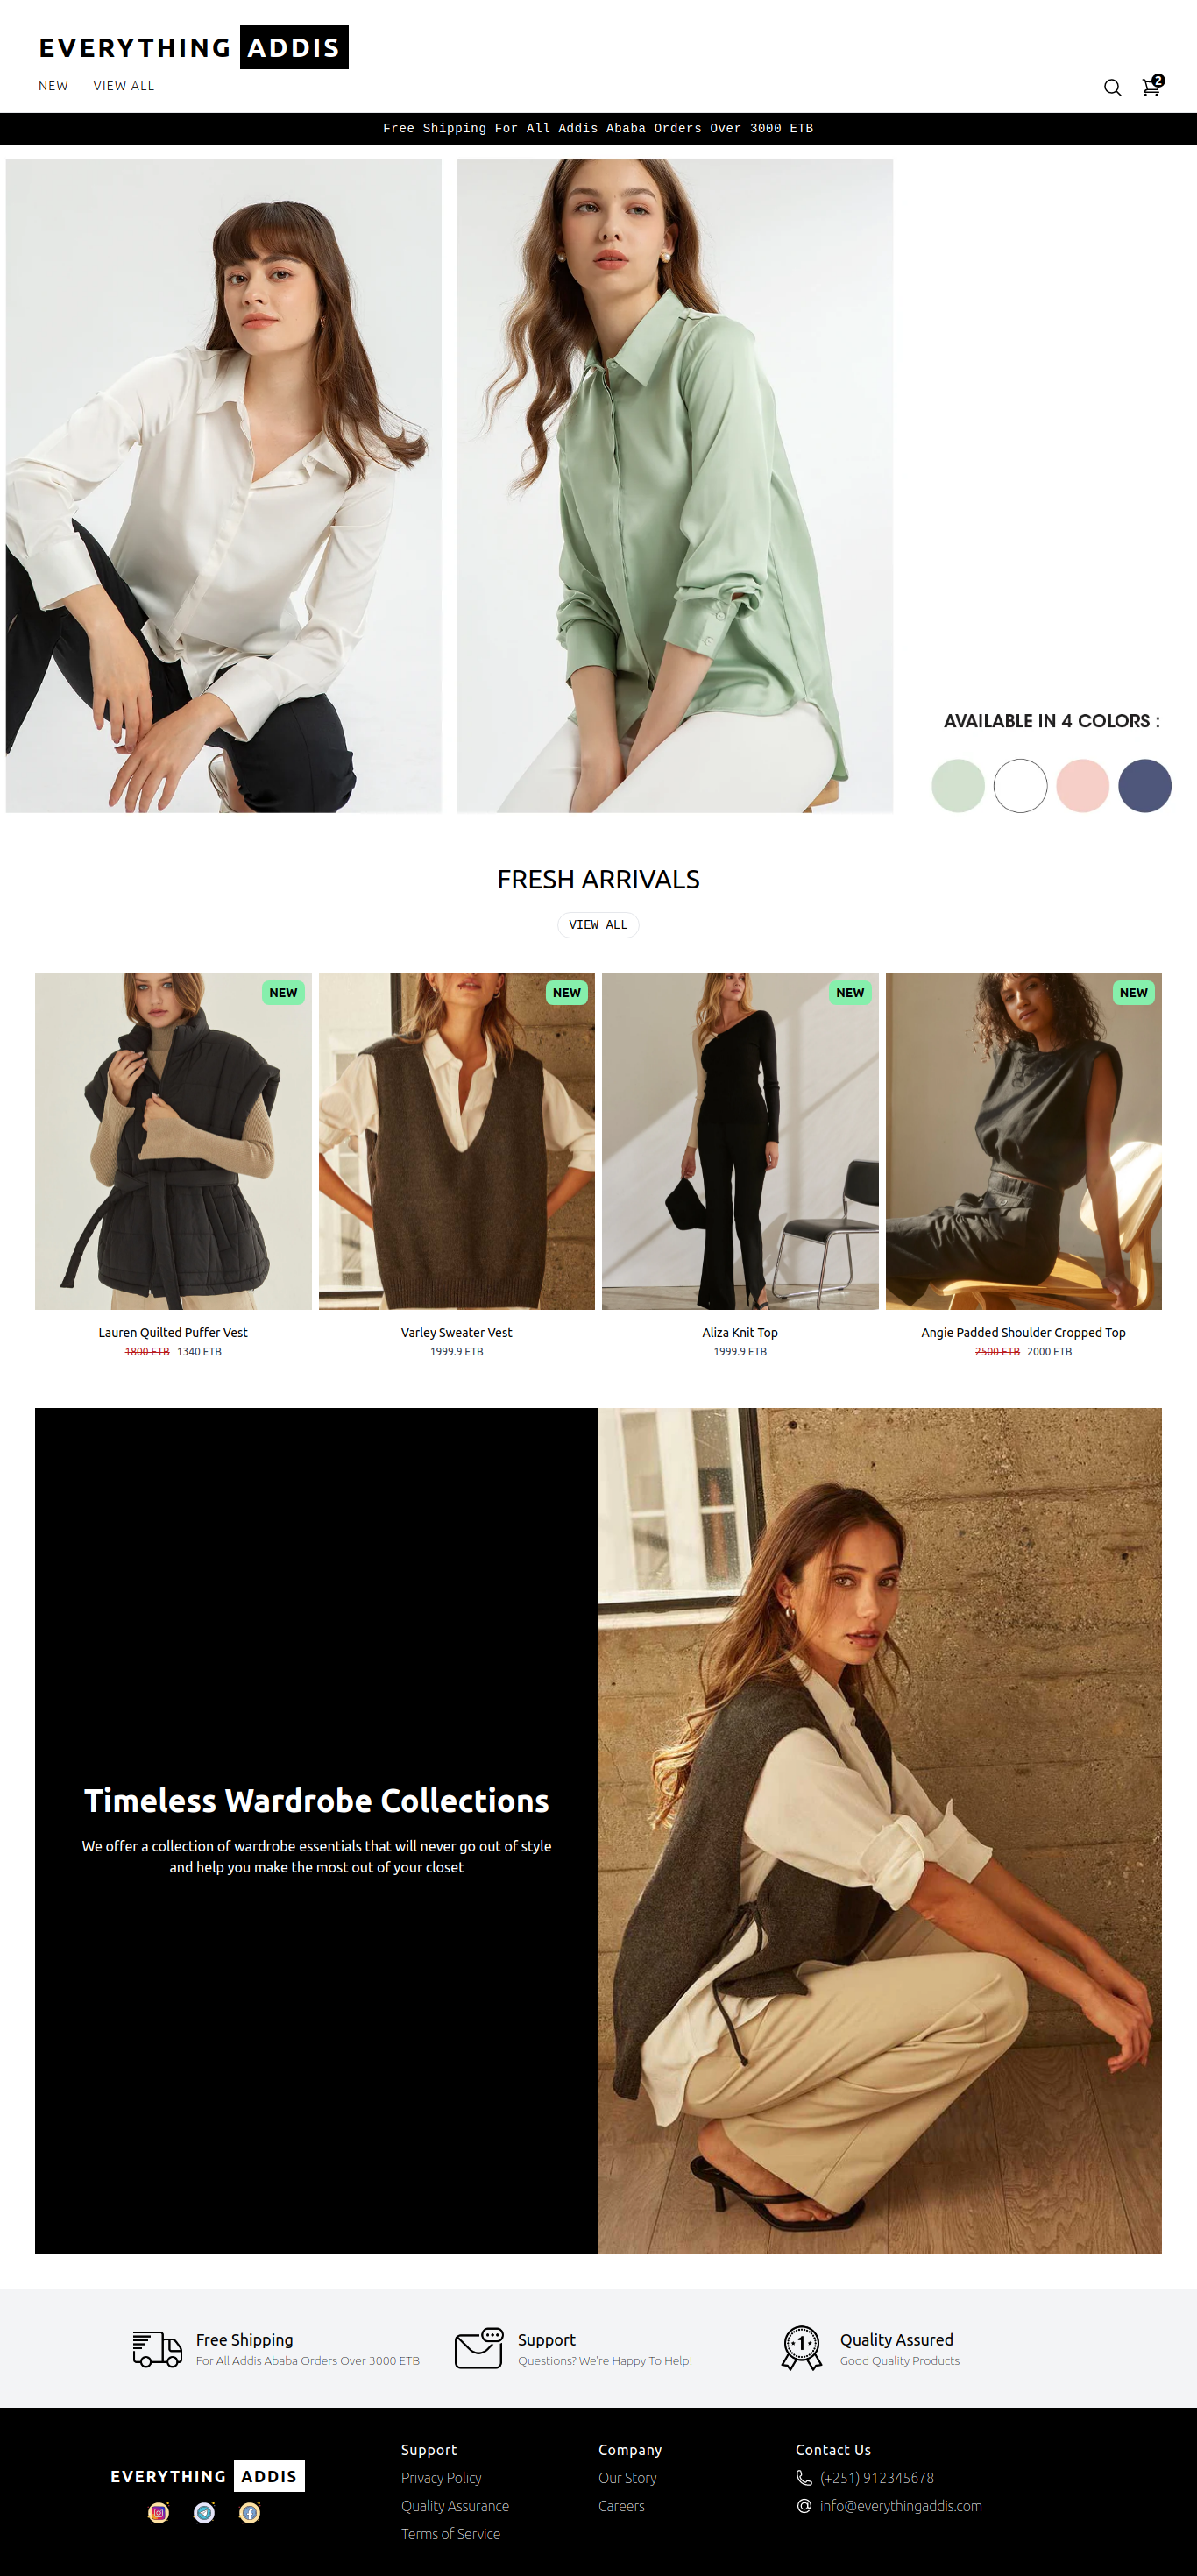 EVERYTHING ADDIS
NEW VIEW ALL
2
Free Shipping For All Addis Ababa Orders Over 3000 ETB
AVAILABLE IN 4 COLORS :
FRESH ARRIVALS
VIEW ALL
NEW NEW NEW NEW
Lauren Quilted Puffer Vest
1800 ETB 1340 ETB
Varley Sweater Vest
1999.9 ETB
Aliza Knit Top
1999.9 ETB
Angie Padded Shoulder Cropped Top
2500 ETB 2000 ETB
Timeless Wardrobe Collections
We offer a collection of wardrobe essentials that will never go out of style
and help you make the most out of your closet
Free Shipping
For All Addis Ababa Orders Over 3000 ETB
Support
Questions? We're Happy To Help!
1
Quality Assured
Good Quality Products
EVERYTHING ADDIS
Support
Privacy Policy
Quality Assurance
Terms of Service
Company
Our Story
Careers
Contact Us
(+251) 912345678
info@everythingaddis.com